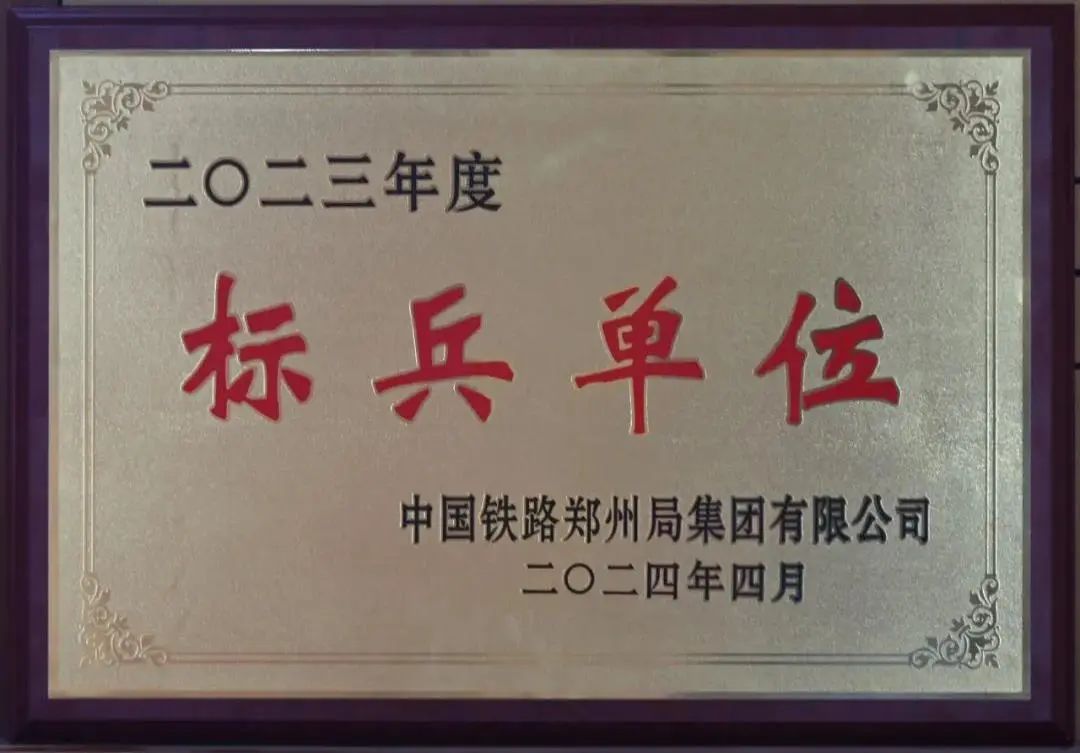 二〇二三年度
标兵单位
中国铁路郑州局集团有限公司
二〇二四年四月